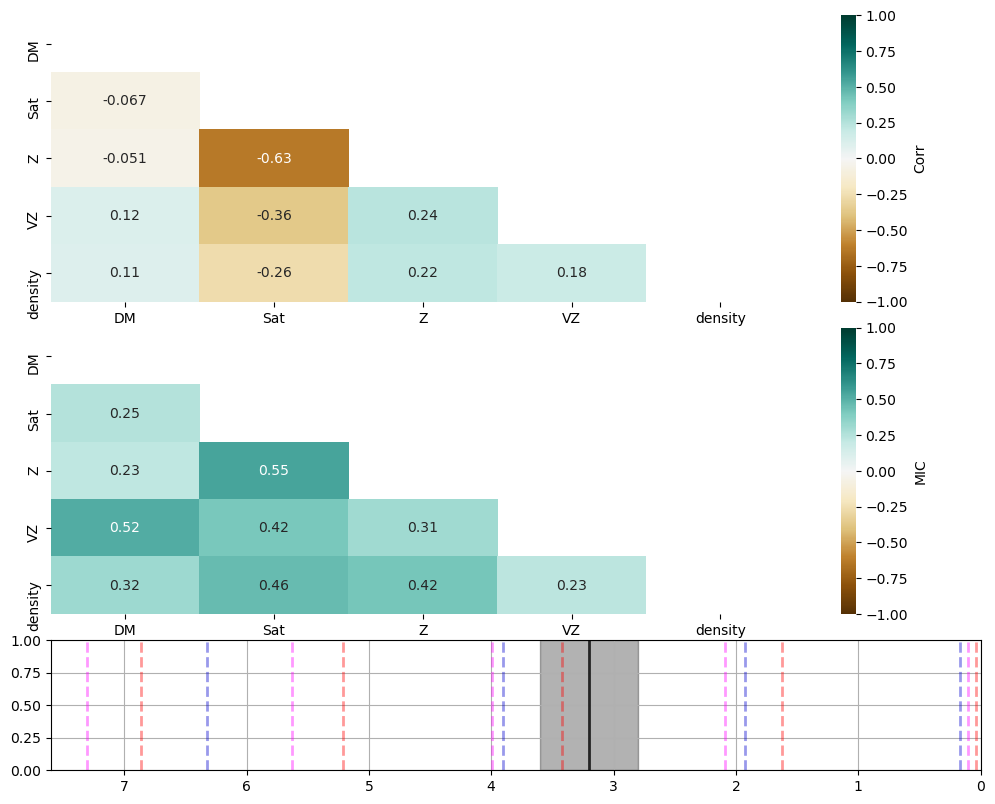 DM
Sat
Z
VZ
density
-0.067
-0.051 -0.63
0.12 -0.36 0.24
0.11 -0.26 0.22 0.18
DM Sat Z VZ density
1.00
0.75
0.50
0.25
0.00
−0.25
−0.50
−0.75
−1.00
Corr
DM
Sat
Z
VZ
density
0.25
0.23 0.55
0.52 0.42 0.31
0.32 0.46 0.42 0.23
DM Sat Z VZ density
1.00
0.75
0.50
0.25
0.00
−0.25
−0.50
−0.75
−1.00
MIC
1.00
0.75
0.50
0.25
0.00
7 6 5 4 3 2 1 0